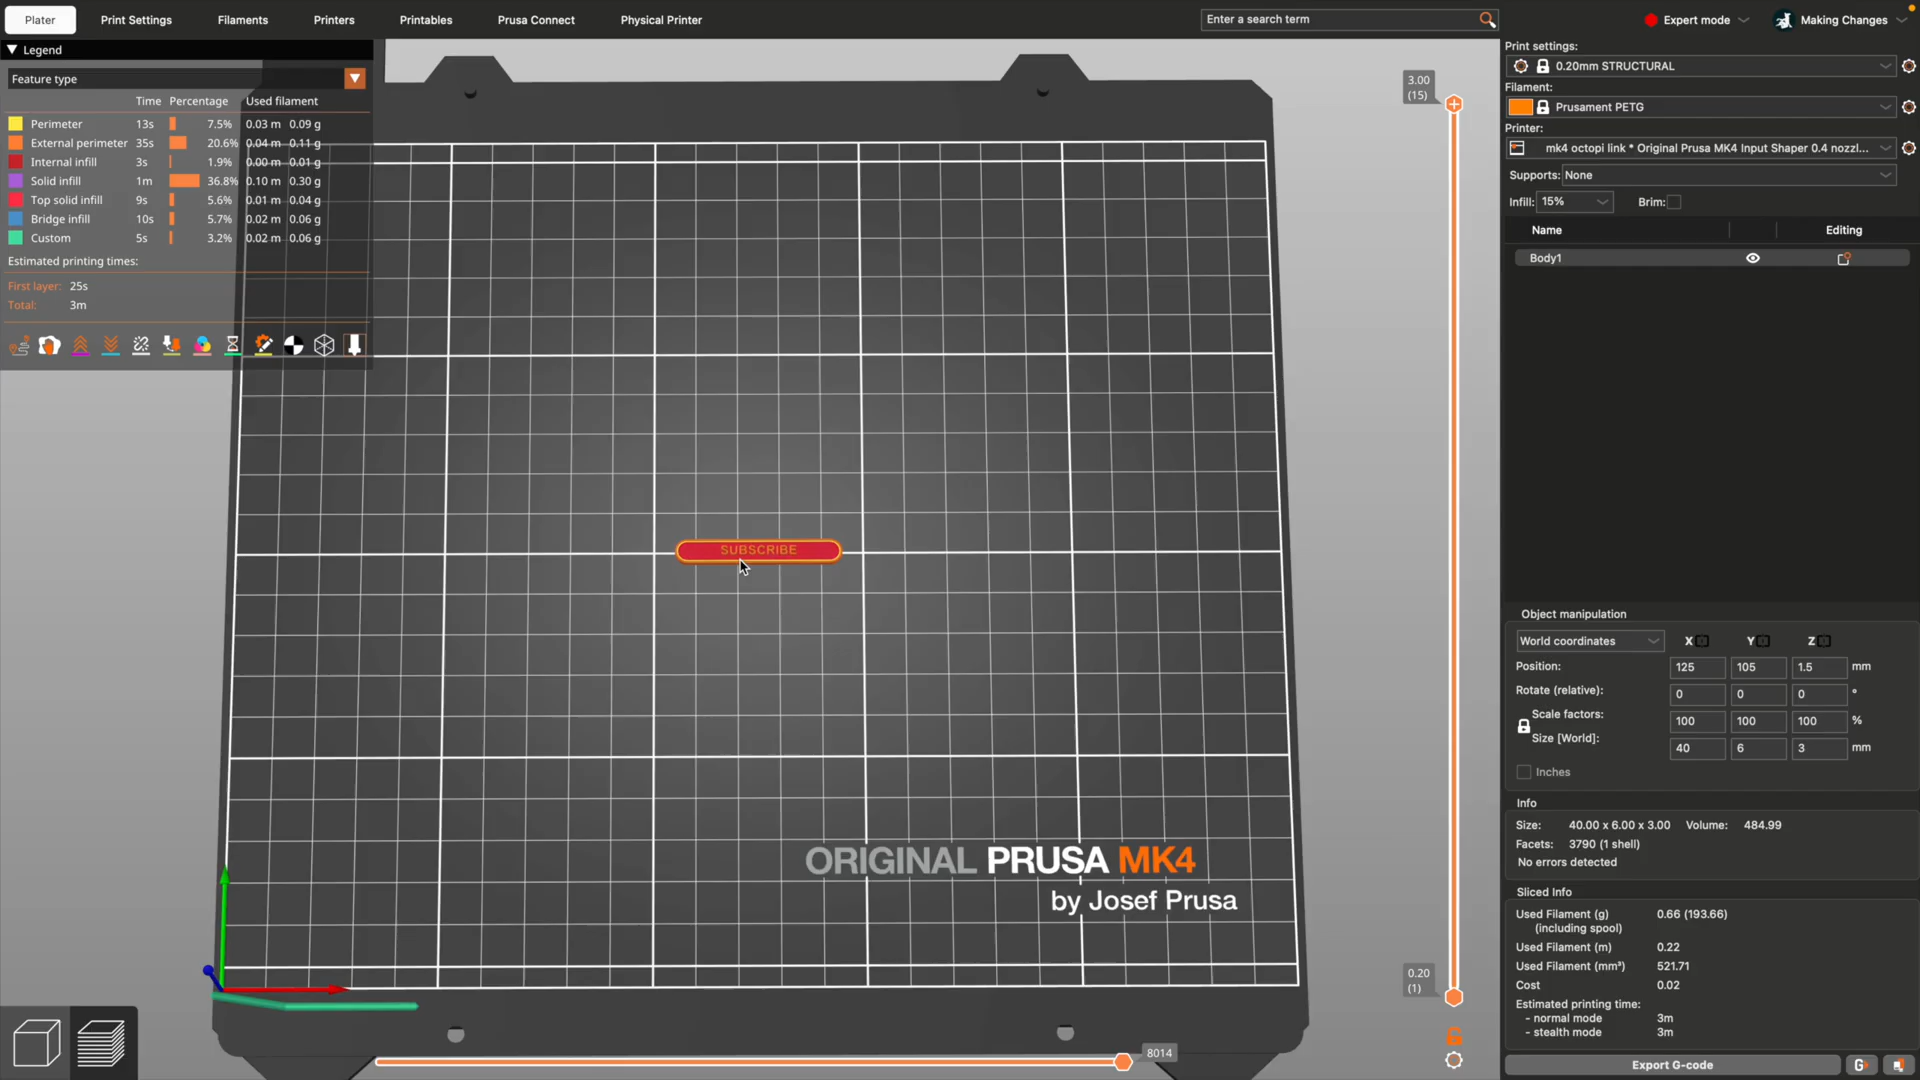 Plater Print Settings Filaments Printers Printables Prusa Connect Physical Printer Enter a search term Expert mode Making Changes
Legend
Feature type
Time Percentage Used filament
Perimeter 13s 7.5% 0.03 m 0.09 g
External perimeter 35s 20.6% 0.04 m 0.11 g
Internal infill 3s 1.9% 0.00 m 0.01 g
Solid infill 1m 36.8% 0.10 m 0.30 g
Top solid infill 9s 5.6% 0.01 m 0.04 g
Bridge infill 10s 5.7% 0.02 m 0.06 g
Custom 5s 3.2% 0.02 m 0.06 g
Estimated printing times:
First layer: 25s
Total: 3m
SUBSCRIBE
ORIGINAL PRUSA MK4
by Josef Prusa
3.00
(15)
0.20
(1)
8014
Print settings:
0.20mm STRUCTURAL
Filament:
Prusament PETG
Printer:
mk4 octopi link * Original Prusa MK4 Input Shaper 0.4 nozzl...
Supports: None
Infill: 15% Brim:
Name Editing
Body1
Object manipulation
World coordinates X Y Z
Position: 125 105 1.5 mm
Rotate (relative): 0 0 0 °
Scale factors: 100 100 100 %
Size [World]: 40 6 3 mm
Inches
Info
Size: 40.00 x 6.00 x 3.00 Volume: 484.99
Facets: 3790 (1 shell)
No errors detected
Sliced Info
Used Filament (g) 0.66 (193.66)
(including spool)
Used Filament (m) 0.22
Used Filament (mm³) 521.71
Cost 0.02
Estimated printing time:
- normal mode 3m
- stealth mode 3m
Export G-code G